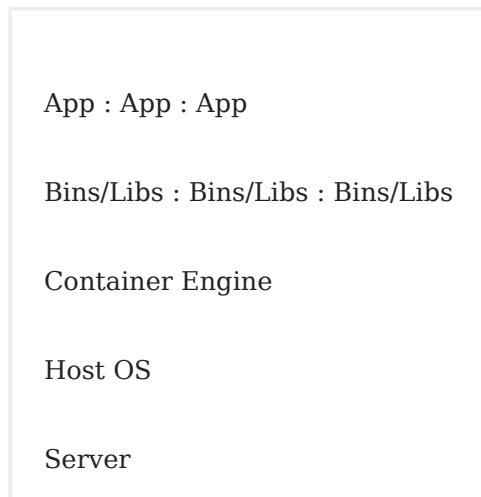 App : App : App
Bins/Libs : Bins/Libs : Bins/Libs
Container Engine
Host OS
Server